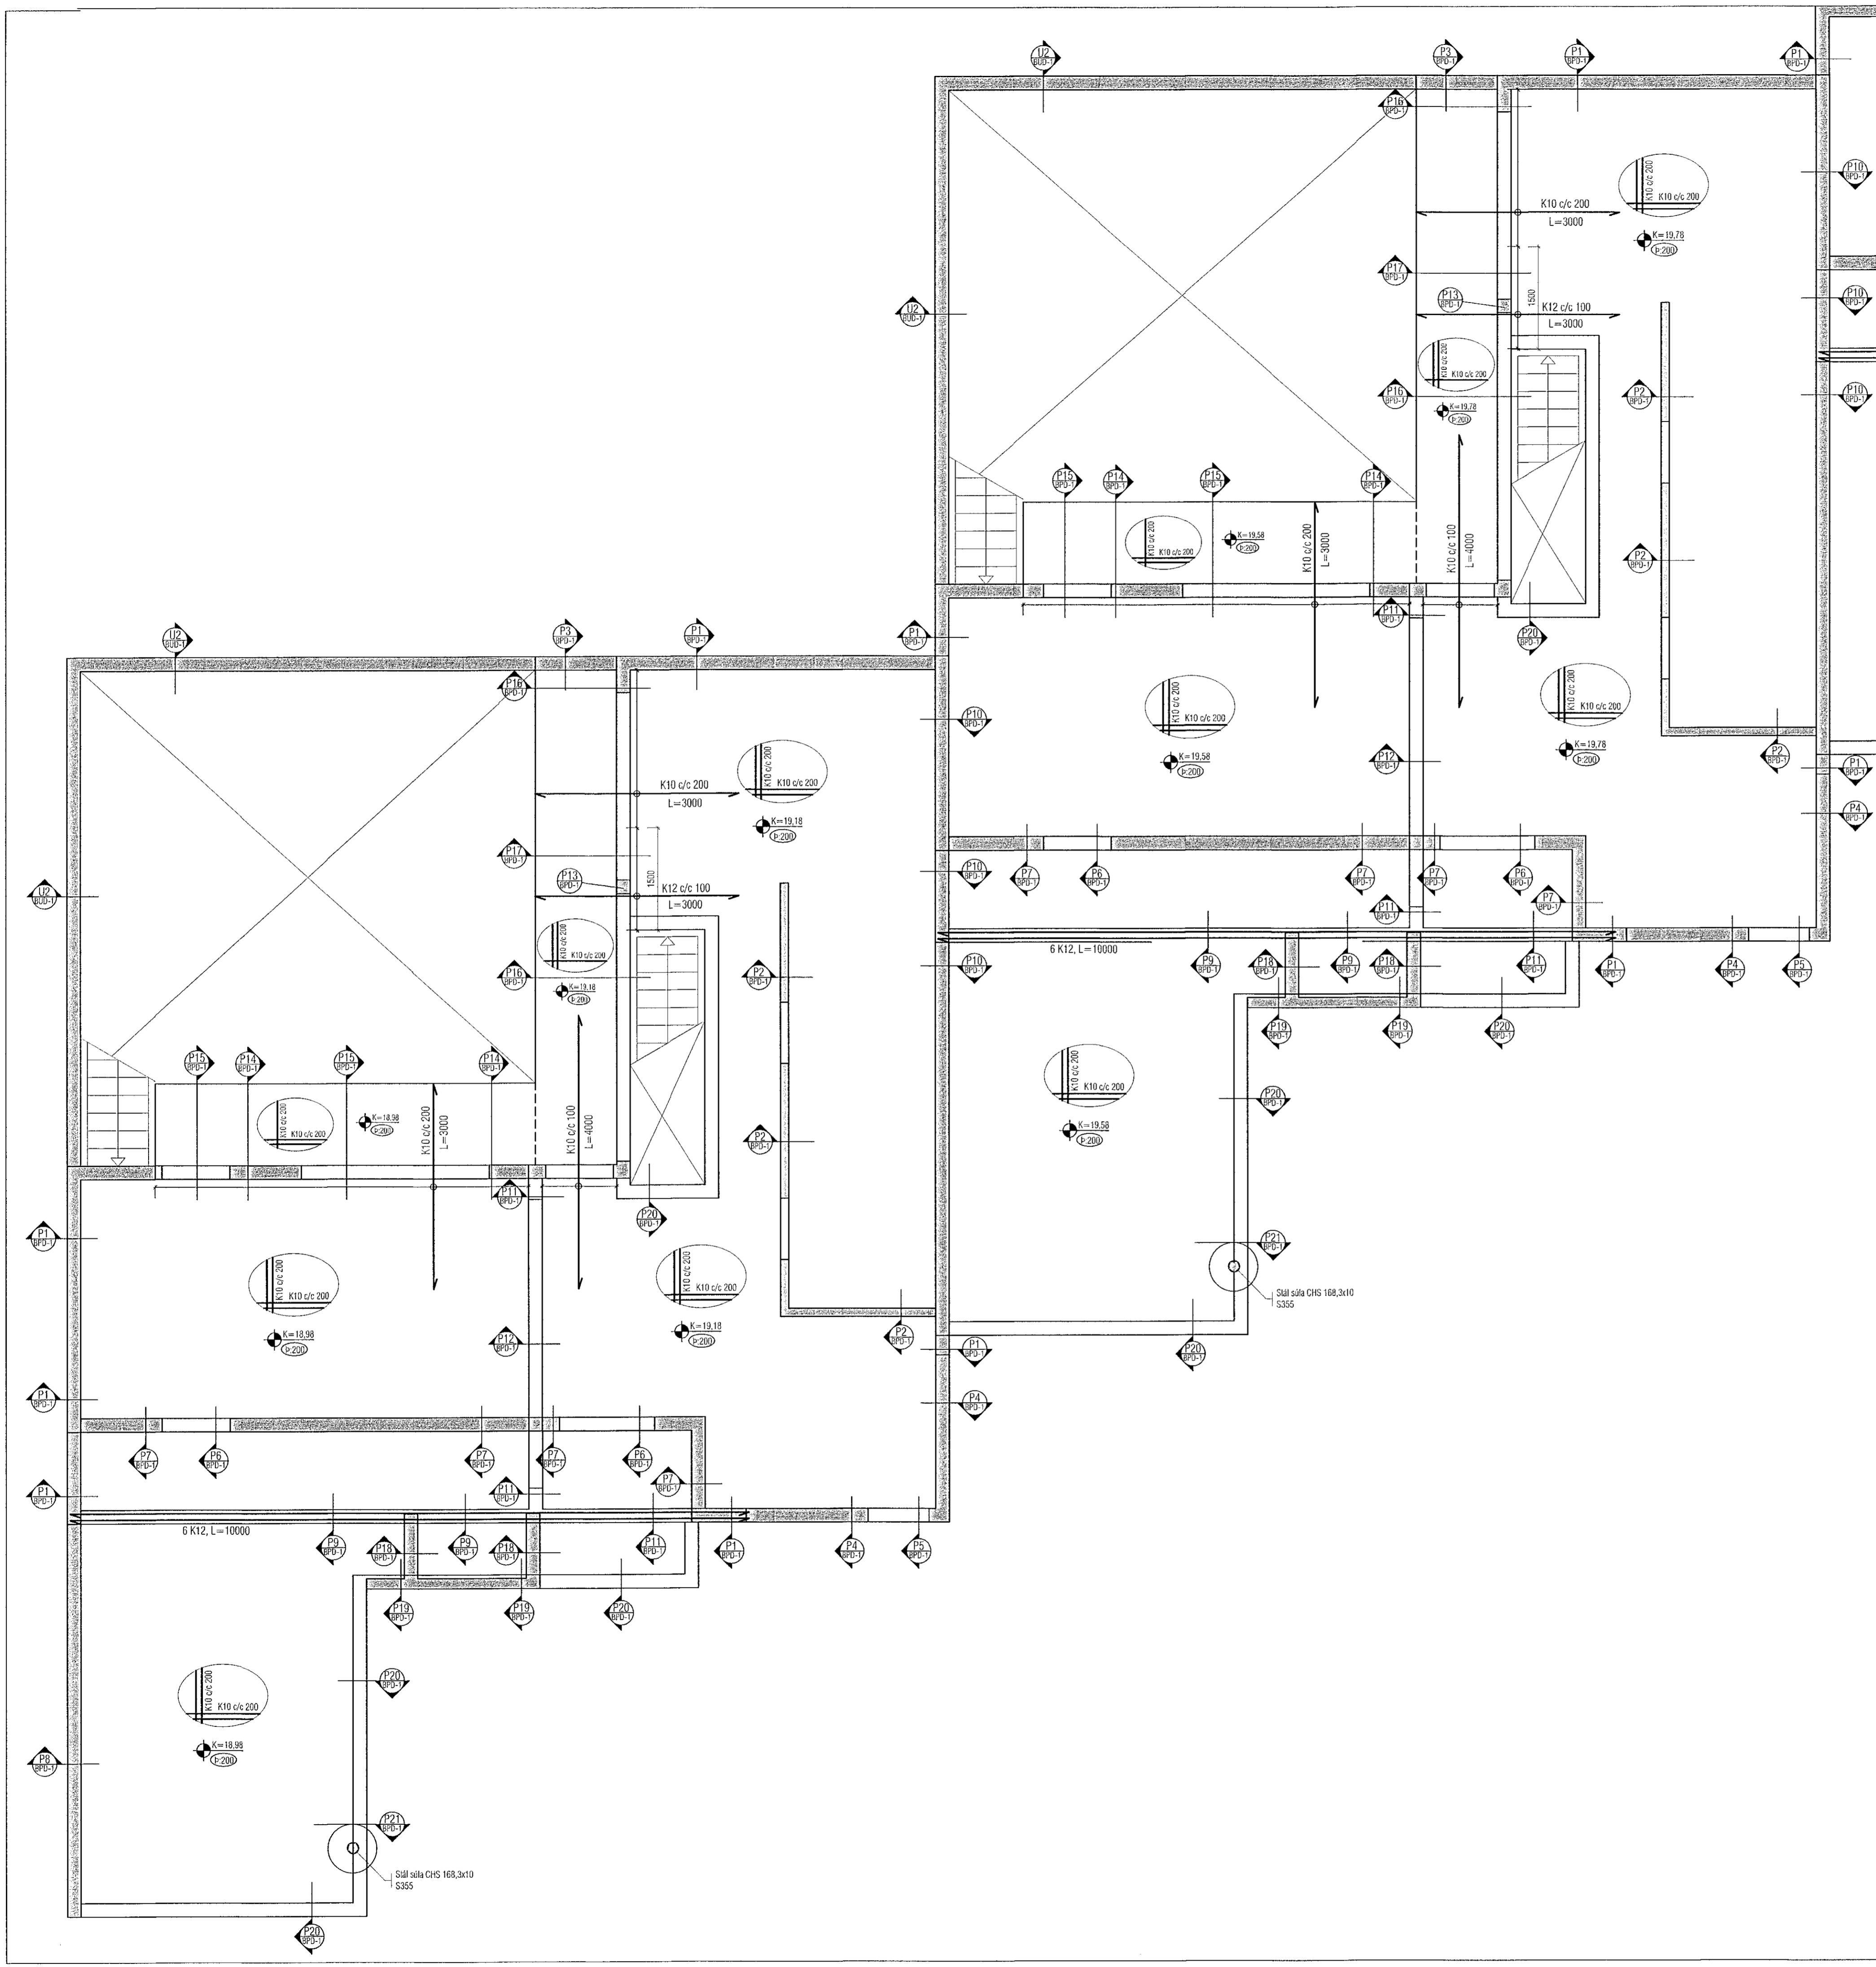 U2
BUD-1
P3
BPD-1
P1
BPD-1
P1
BPD-1
P16
BPD-1
K10 c/c 200
K10 c/c 200
P10
BPD-1
K10 c/c 200
L=3000
K=19,78
Þ:200
P17
BPD-1
P13
BPD-1
1500
P10
BPD-1
U2
BUD-1
K12 c/c 100
L=3000
K10 c/c 200
K10 c/c 200
P16
BPD-1
P2
BPD-1
P10
BPD-1
K=19,78
Þ:200
P15
BPD-1
P14
BPD-1
P15
BPD-1
P14
BPD-1
K10 c/c 200
K10 c/c 200
K=19,58
Þ:200
K10 c/c 200
L=3000
K10 c/c 100
L=4000
P2
BPD-1
P11
BPD-1
P20
BPD-1
U2
BUD-1
P3
BPD-1
P1
BPD-1
P1
BPD-1
P16
BPD-1
K10 c/c 200
K10 c/c 200
K10 c/c 200
K10 c/c 200
P10
BPD-1
K=19,58
Þ:200
P12
BPD-1
K=19,78
Þ:200
P2
BPD-1
P1
BPD-1
K10 c/c 200
K10 c/c 200
K10 c/c 200
L=3000
K=19,18
Þ:200
P4
BPD-1
P17
BPD-1
P13
BPD-1
1500
P10
BPD-1
P7
BPD-1
P6
BPD-1
P7
BPD-1
P7
BPD-1
P6
BPD-1
P7
BPD-1
U2
BUD-1
K12 c/c 100
L=3000
P11
BPD-1
K10 c/c 200
K10 c/c 200
6 K12, L=10000
P16
BPD-1
P2
BPD-1
P10
BPD-1
P9
BPD-1
P18
BPD-1
P9
BPD-1
P18
BPD-1
P11
BPD-1
P1
BPD-1
P4
BPD-1
P5
BPD-1
K=19,18
Þ:200
P19
BPD-1
P19
BPD-1
P20
BPD-1
P15
BPD-1
P14
BPD-1
P15
BPD-1
P14
BPD-1
K10 c/c 200
K10 c/c 200
K10 c/c 200
K10 c/c 200
K=18,98
Þ:200
K10 c/c 200
L=3000
K10 c/c 100
L=4000
P20
BPD-1
P2
BPD-1
K=19,58
Þ:200
P11
BPD-1
P20
BPD-1
P1
BPD-1
P21
BPD-1
K10 c/c 200
K10 c/c 200
K10 c/c 200
K10 c/c 200
Stál súla CHS 168,3x10
S355
K=18,98
Þ:200
P12
BPD-1
K=19,18
Þ:200
P2
BPD-1
P1
BPD-1
P20
BPD-1
P1
BPD-1
P4
BPD-1
P7
BPD-1
P6
BPD-1
P7
BPD-1
P7
BPD-1
P6
BPD-1
P7
BPD-1
P1
BPD-1
P11
BPD-1
6 K12, L=10000
P9
BPD-1
P18
BPD-1
P9
BPD-1
P18
BPD-1
P11
BPD-1
P1
BPD-1
P4
BPD-1
P5
BPD-1
P19
BPD-1
P19
BPD-1
P20
BPD-1
K10 c/c 200
K10 c/c 200
P20
BPD-1
K=18,98
Þ:200
P8
BPD-1
P21
BPD-1
Stál súla CHS 168,3x10
S355
P20
BPD-1